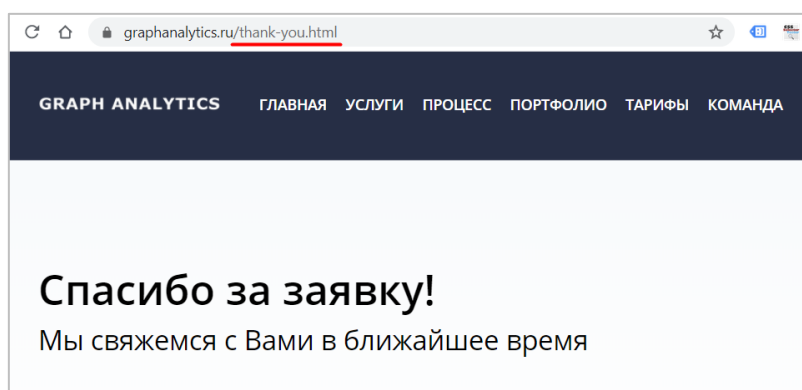 graphanalytics.ru/thank-you.html
GRAPH ANALYTICS ГЛАВНАЯ УСЛУГИ ПРОЦЕСС ПОРТФОЛИО ТАРИФЫ КОМАНДА
Спасибо за заявку!
Мы свяжемся с Вами в ближайшее время